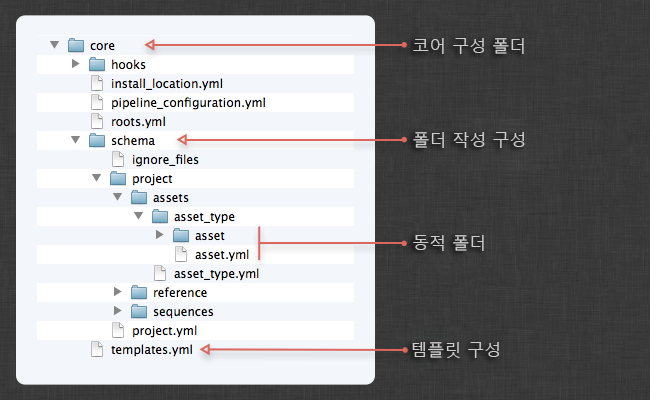 core
코어 구성 폴더
hooks
install_location.yml
pipeline_configuration.yml
roots.yml
schema
폴더 작성 구성
ignore_files
project
assets
asset_type
asset
동적 폴더
asset.yml
asset_type.yml
reference
sequences
project.yml
templates.yml
템플릿 구성